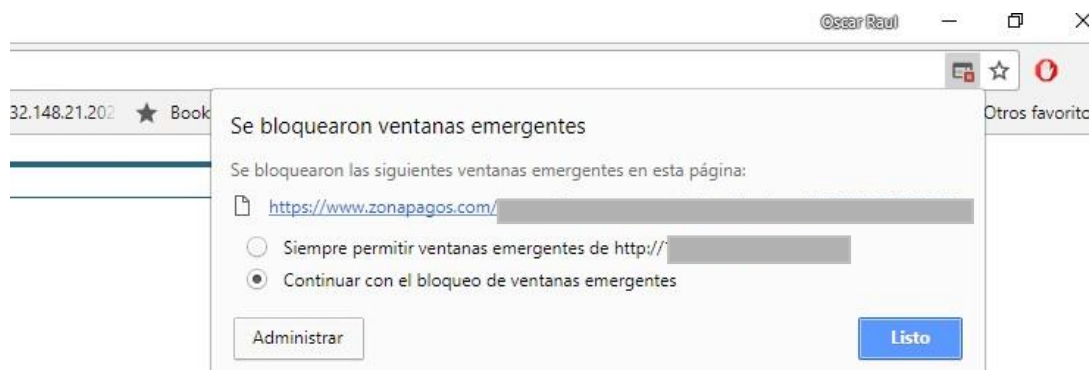 Oscar Raul
32.148.21.202
Book
Otros favorito
Se bloquearon ventanas emergentes
Se bloquearon las siguientes ventanas emergentes en esta página:
https://www.zonapagos.com/
Siempre permitir ventanas emergentes de http://
Continuar con el bloqueo de ventanas emergentes
Administrar
Listo